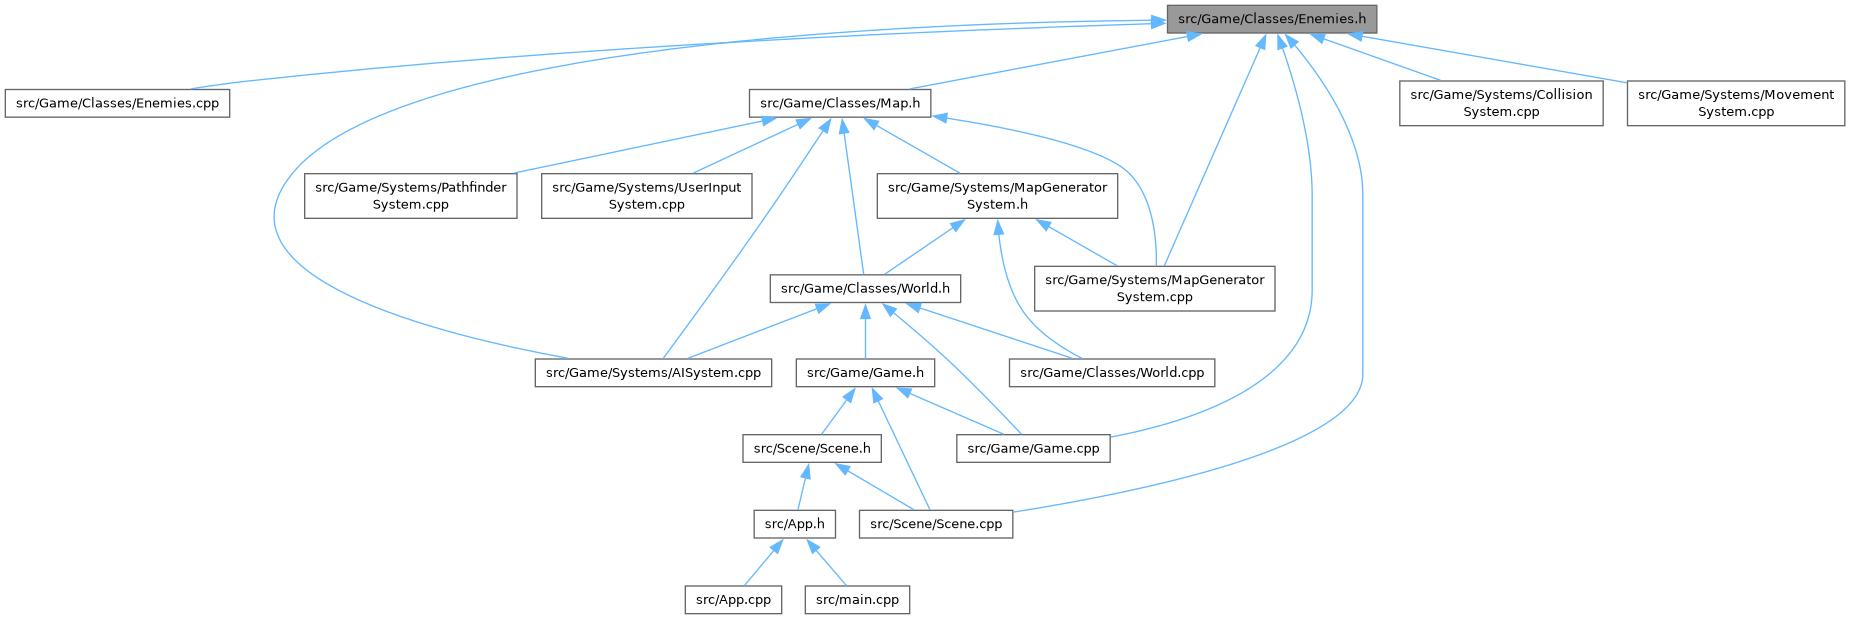 src/Game/Classes/Enemies.h
src/Game/Classes/Enemies.cpp
src/Game/Classes/Map.h
src/Game/Systems/Collision
System.cpp
src/Game/Systems/Movement
System.cpp
src/Game/Systems/Pathfinder
System.cpp
src/Game/Systems/UserInput
System.cpp
src/Game/Systems/MapGenerator
System.h
src/Game/Classes/World.h
src/Game/Systems/MapGenerator
System.cpp
src/Game/Systems/AISystem.cpp
src/Game/Game.h
src/Game/Classes/World.cpp
src/Scene/Scene.h
src/Game/Game.cpp
src/App.h
src/Scene/Scene.cpp
src/App.cpp
src/main.cpp